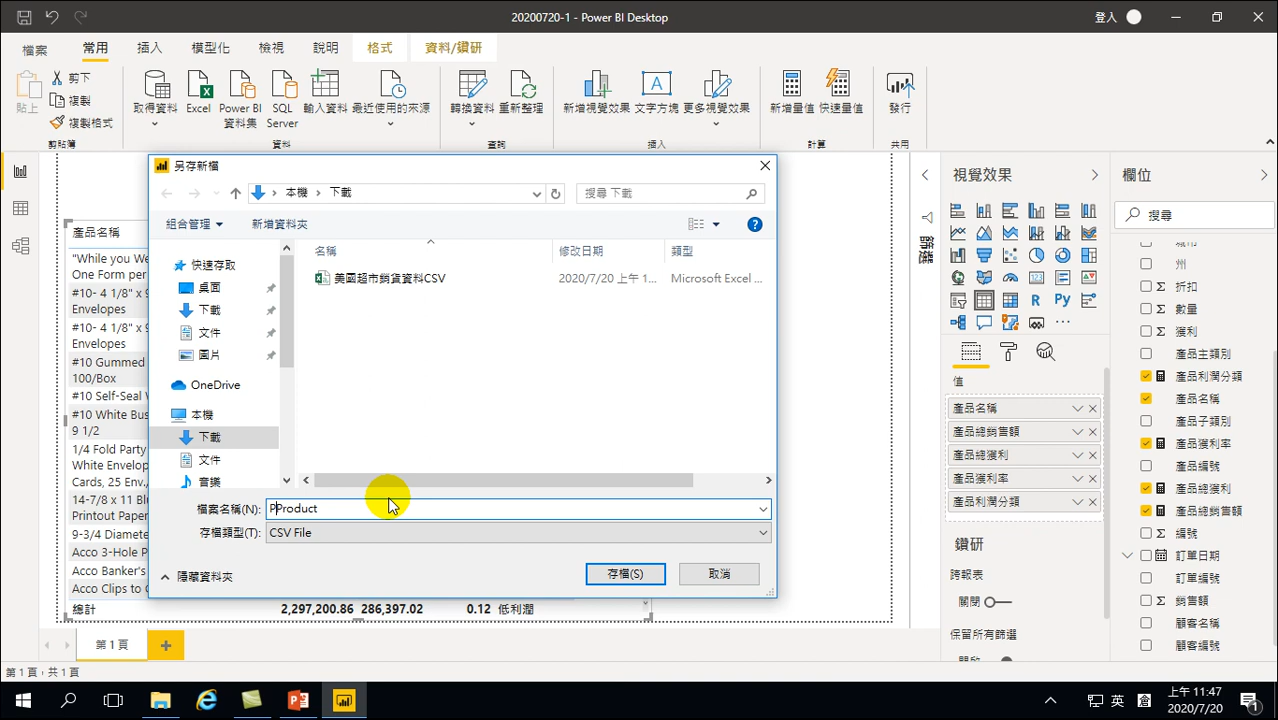 20200720-1 - Power BI Desktop
登入
檔案
常用
插入
模型化
檢視
說明
格式
資料/鑽研
貼上
剪下
複製
複製格式
剪貼簿
取得資料
Excel
Power BI
資料集
SQL
Server
輸入資料
最近使用的來源
資料
轉換資料
重新整理
查詢
新增視覺效果
文字方塊
更多視覺效果
插入
新增量值
快速量值
計算
發行
共用
產品名稱
"While you We
One Form per
#10- 4 1/8" x 9
Envelopes
#10- 4 1/8" x 9
Envelopes
#10 Gummed
100/Box
#10 Self-Seal W
#10 White Bus
9 1/2
1/4 Fold Party
White Envelop
Cards, 25 Env.
14-7/8 x 11 Blu
Printout Paper
9-3/4 Diamete
Acco 3-Hole P
Acco Banker's
Acco Clips to C
總計
2,297,200.86
286,397.02
0.12
低利潤
另存新檔
本機
下載
搜尋 下載
組合管理
新增資料夾
快速存取
桌面
下載
文件
圖片
OneDrive
本機
下載
文件
音樂
名稱
修改日期
類型
美國超市銷貨資料CSV
2020/7/20 上午 1...
Microsoft Excel ...
檔案名稱(N):
PProduct
存檔類型(T):
CSV File
隱藏資料夾
存檔(S)
取消
篩選
視覺效果
R
Py
123
值
產品名稱
產品總銷售額
產品總獲利
產品獲利率
產品利潤分類
鑽研
跨報表
關閉
保留所有篩選
欄位
搜尋
州
折扣
數量
獲利
產品主類別
產品利潤分類
產品名稱
產品子類別
產品獲利率
產品編號
產品總獲利
產品總銷售額
編號
訂單日期
訂單編號
銷售額
顧客名稱
顧客編號
第 1 頁
第 1 頁，共 1 頁
英
倉
上午 11:47
2020/7/20
1